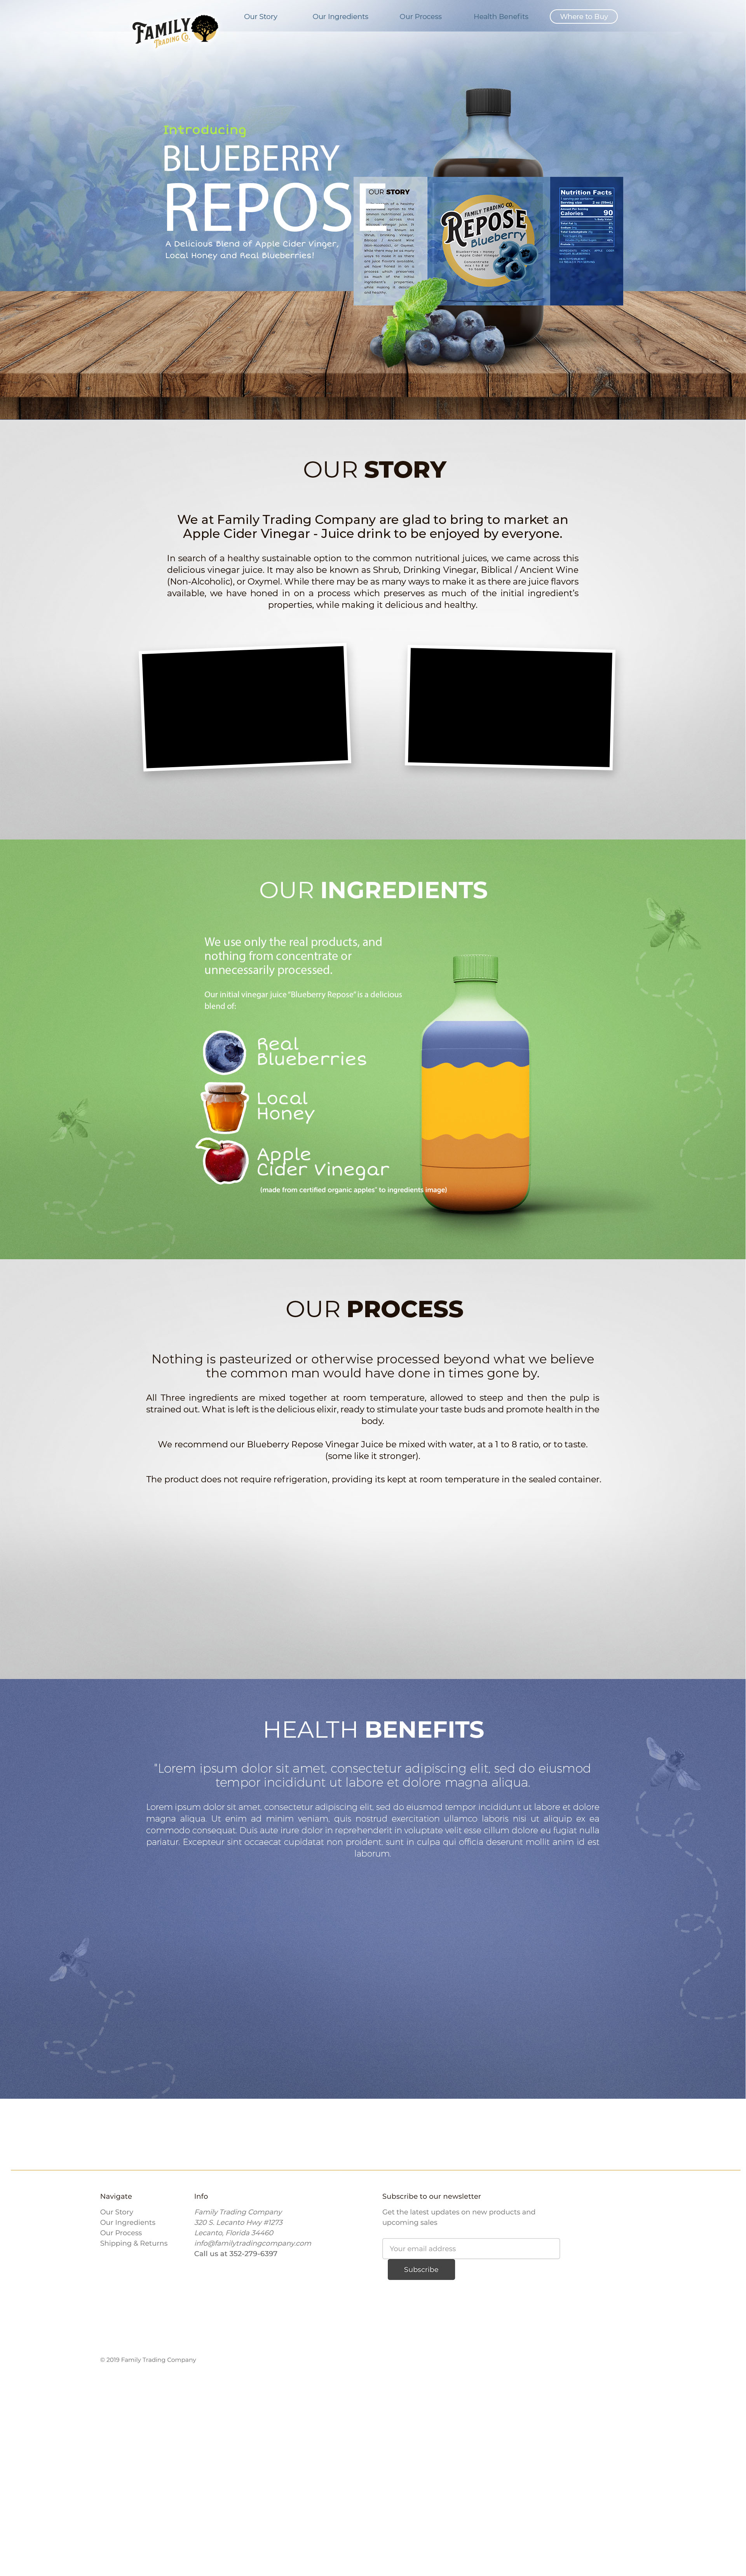 FAMILY
TRADING CO.
Our Story
Our Ingredients
Our Process
Health Benefits
Where to Buy
Introducing
BLUEBERRY
REPOSE
A Delicious Blend of Apple Cider Vinger,
Local Honey and Real Blueberries!
OUR STORY
FAMILY TRADING CO.
REPOSE
Blueberry
Nutrition Facts
Calories 90
OUR STORY
We at Family Trading Company are glad to bring to market an
Apple Cider Vinegar - Juice drink to be enjoyed by everyone.
In search of a healthy sustainable option to the common nutritional juices, we came across this
delicious vinegar juice. It may also be known as Shrub, Drinking Vinegar, Biblical / Ancient Wine
(Non-Alcoholic), or Oxymel. While there may be as many ways to make it as there are juice flavors
available, we have honed in on a process which preserves as much of the initial ingredient's
properties, while making it delicious and healthy.
OUR INGREDIENTS
We use only the real products, and
nothing from concentrate or
unnecessarily processed.
Our initial vinegar juice "Blueberry Repose" is a delicious
blend of:
Real
Blueberries
Local
Honey
Apple
Cider Vinegar
(made from certified organic apples" to ingredients image)
OUR PROCESS
Nothing is pasteurized or otherwise processed beyond what we believe
the common man would have done in times gone by.
All Three ingredients are mixed together at room temperature, allowed to steep and then the pulp is
strained out. What is left is the delicious elixir, ready to stimulate your taste buds and promote health in the
body.
We recommend our Blueberry Repose Vinegar Juice be mixed with water, at a 1 to 8 ratio, or to taste.
(some like it stronger).
The product does not require refrigeration, providing its kept at room temperature in the sealed container.
HEALTH BENEFITS
"Lorem ipsum dolor sit amet, consectetur adipiscing elit, sed do eiusmod
tempor incididunt ut labore et dolore magna aliqua.
Lorem ipsum dolor sit amet, consectetur adipiscing elit, sed do eiusmod tempor incididunt ut labore et dolore
magna aliqua. Ut enim ad minim veniam, quis nostrud exercitation ullamco laboris nisi ut aliquip ex ea
commodo consequat. Duis aute irure dolor in reprehenderit in voluptate velit esse cillum dolore eu fugiat nulla
pariatur. Excepteur sint occaecat cupidatat non proident, sunt in culpa qui officia deserunt mollit anim id est
laborum.
Navigate
Our Story
Our Ingredients
Our Process
Shipping & Returns
Info
Family Trading Company
320 S. Lecanto Hwy #1273
Lecanto, Florida 34460
info@familytradingcompany.com
Call us at 352-279-6397
Subscribe to our newsletter
Get the latest updates on new products and
upcoming sales
Your email address
Subscribe
© 2019 Family Trading Company